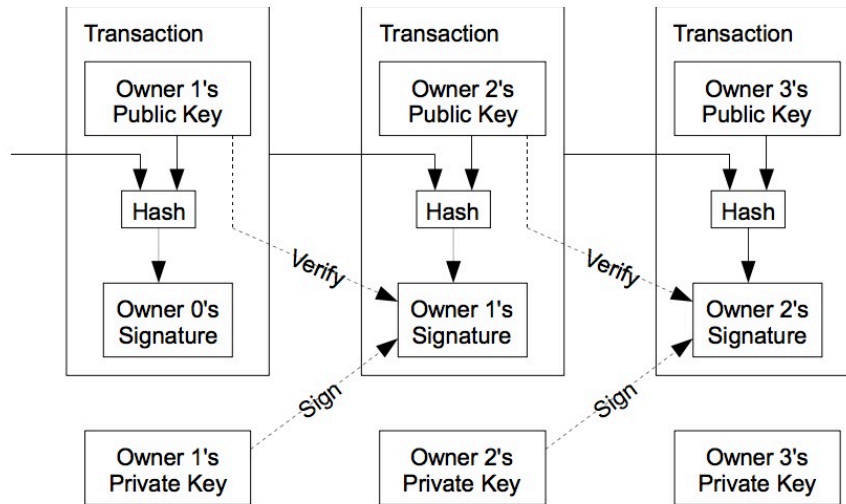 Transaction
Transaction
Transaction
Owner 1's
Public Key
Owner 2's
Public Key
Owner 3's
Public Key
Hash
Hash
Hash
Verify
Verify
Owner 0's
Signature
Owner 1's
Signature
Owner 2's
Signature
Sign
Sign
Owner 1's
Private Key
Owner 2's
Private Key
Owner 3's
Private Key